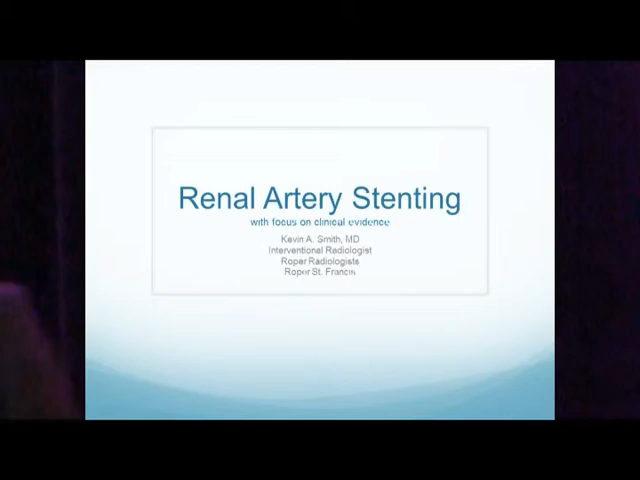 Renal Artery Stenting
with focus on clinical evidence
Kevin A. Smith, MD
Interventional Radiologist
Roper Radiologists
Roper St. Francis